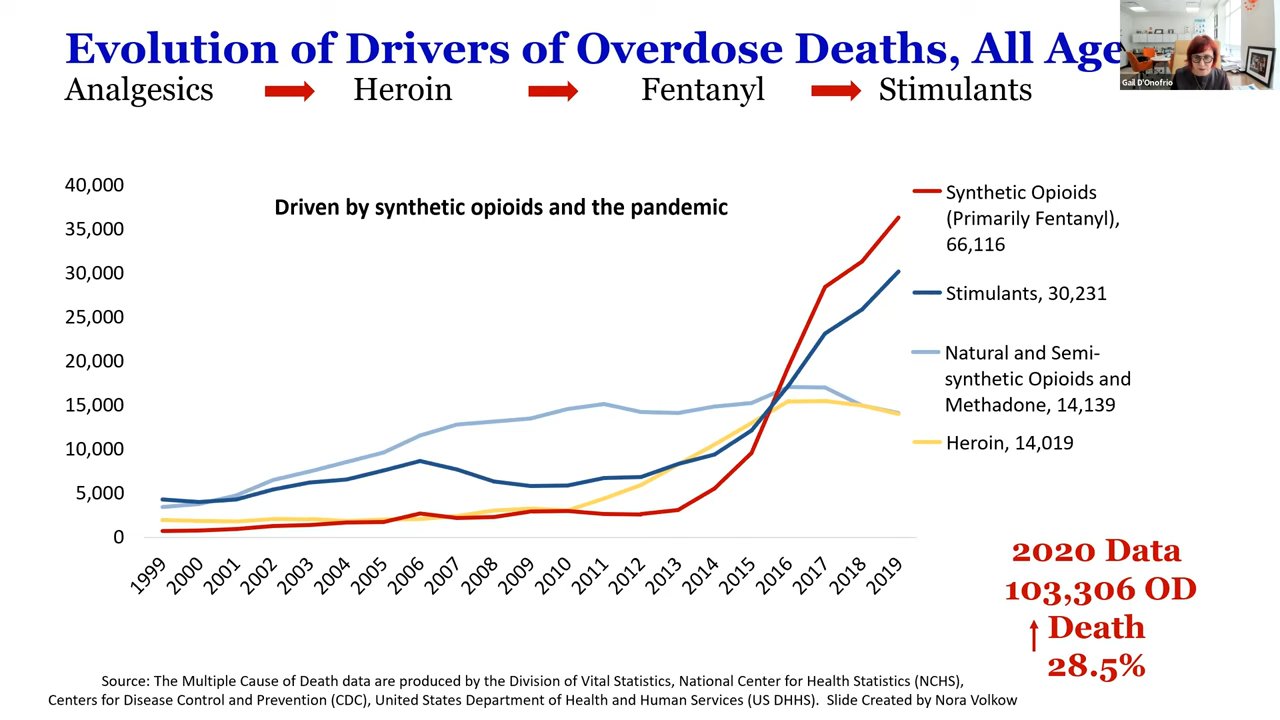 Evolution of Drivers of Overdose Deaths, All Age
Analgesics Heroin Fentanyl Stimulants
Gail D'Onofrio
Driven by synthetic opioids and the pandemic
40,000
35,000
30,000
25,000
20,000
15,000
10,000
5,000
0
1999 2000 2001 2002 2003 2004 2005 2006 2007 2008 2009 2010 2011 2012 2013 2014 2015 2016 2017 2018 2019
Synthetic Opioids
(Primarily Fentanyl),
66,116
Stimulants, 30,231
Natural and Semi-
synthetic Opioids and
Methadone, 14,139
Heroin, 14,019
2020 Data
103,306 OD
Death
28.5%
Source: The Multiple Cause of Death data are produced by the Division of Vital Statistics, National Center for Health Statistics (NCHS),
Centers for Disease Control and Prevention (CDC), United States Department of Health and Human Services (US DHHS). Slide Created by Nora Volkow